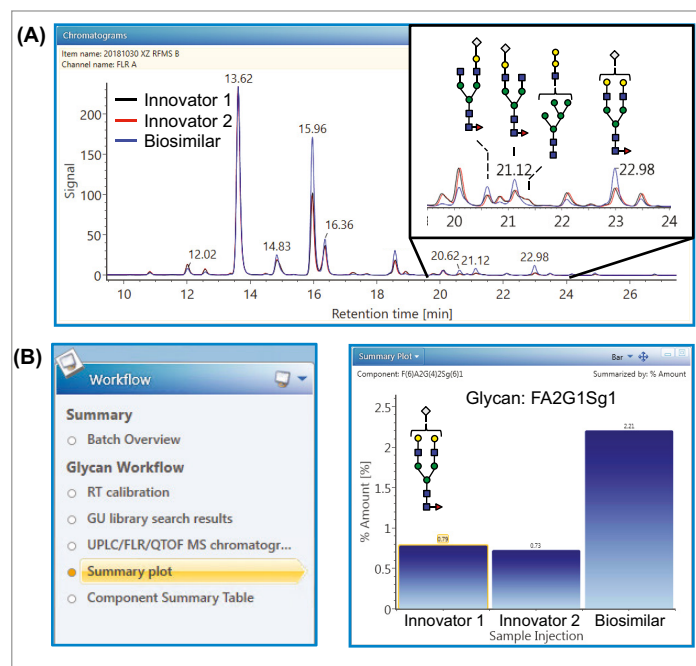 (A)
Chromatograms
Item name: 20181030 XZ RFMS B
Channel name: FLR A
13.62
Innovator 1
Innovator 2
Biosimilar
15.96
12.02
14.83
16.36
20.62
21.12
22.98
200
150
100
50
0
Signal
10
12
14
16
18
20
22
24
26
Retention time [min]
21.12
22.98
20
21
22
23
24
(B)
Workflow
Summary
Batch Overview
Glycan Workflow
RT calibration
GU library search results
UPLC/FLR/QTOF MS chromatogr...
Summary plot
Component Summary Table
Summary Plot
Bar
Component: F(6)A2G(4)2Sg(6)1
Summarized by: % Amount
Glycan: FA2G1Sg1
2.5
2
1.5
1
0.5
0
% Amount [%]
0.79
0.73
2.21
Innovator 1
Innovator 2
Biosimilar
Sample Injection